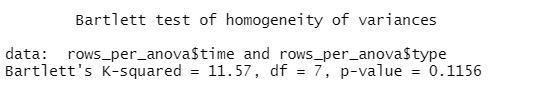 Bartlett test of homogeneity of variances
data:  rows_per_anova$time and rows_per_anova$type
Bartlett's K-squared = 11.57, df = 7, p-value = 0.1156